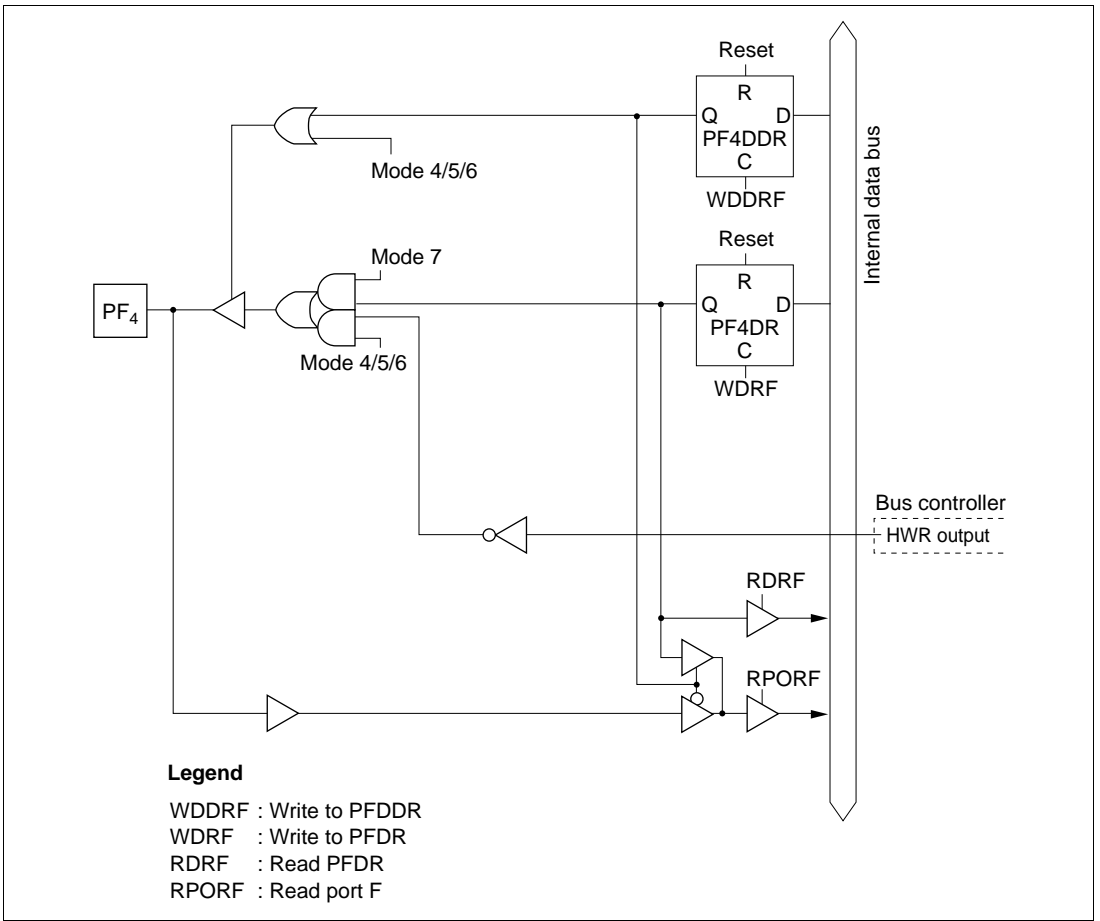 Reset
R
Q D
PF4DDR
C
WDDRF
Mode 4/5/6
Internal data bus
Reset
R
Q D
PF4DR
C
WDRF
Mode 7
PF4
Mode 4/5/6
Bus controller
HWR output
RDRF
RPORF
Legend
WDDRF : Write to PFDDR
WDRF : Write to PFDR
RDRF : Read PFDR
RPORF : Read port F